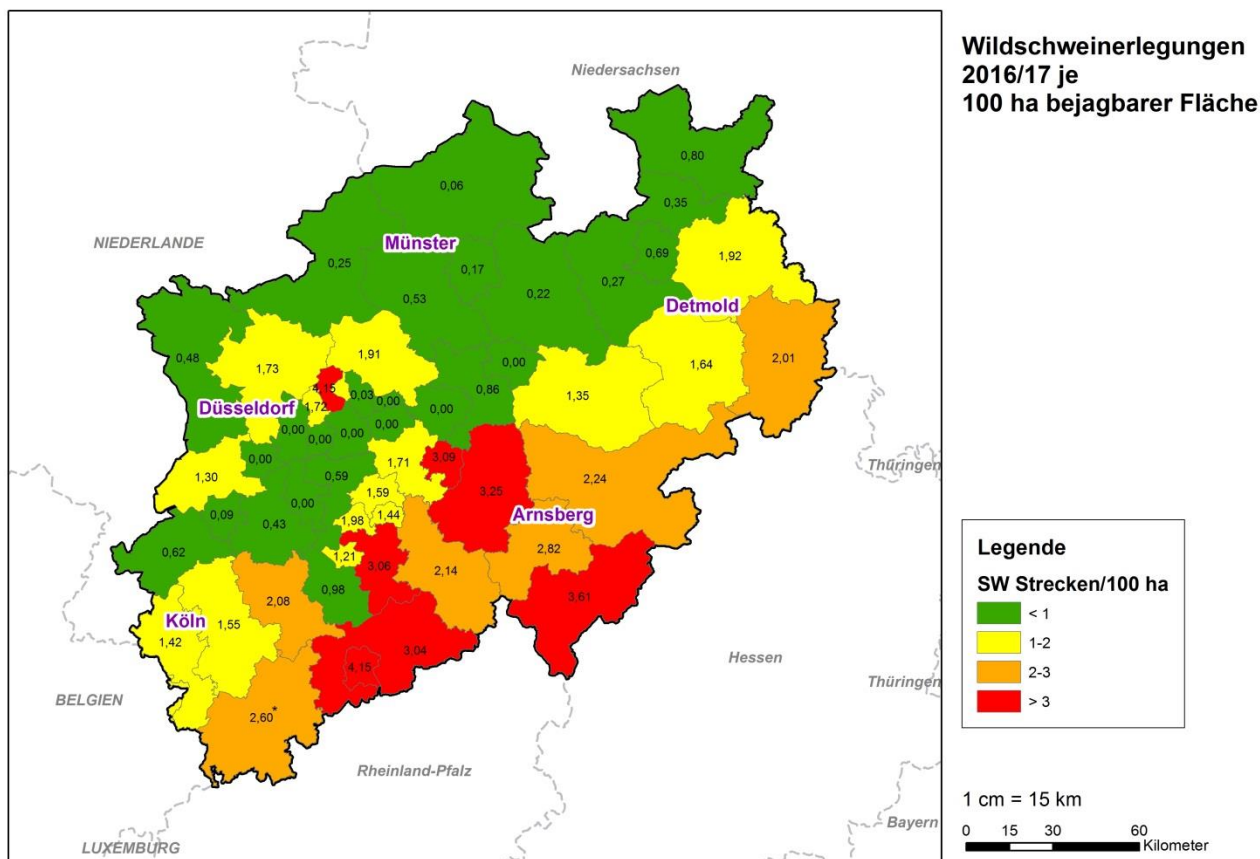 Wildschweinerlegungen
2016/17 je
100 ha bejagbarer Fläche
Niedersachsen
0,80
0,06
0,35
NIEDERLANDE
Münster
0,69
1,92
0,25
0,17
0,27
0,53
0,22
Detmold
0,48
1,73
1,91
0,00
1,64
2,01
4,15
0,03
0,86
1,35
Düsseldorf
1,72
0,00
0,00
0,00
0,00
0,00
0,00
0,00
1,30
0,59
1,71
3,09
2,24
Thüringen
1,59
3,25
0,00
0,09
0,43
1,98
1,44
Arnsberg
0,62
1,21
3,06
2,82
2,14
2,08
0,98
3,61
Köln
1,55
1,42
3,04
4,15
Hessen
Thüringen
BELGIEN
2,60*
Rheinland-Pfalz
Bayern
LUXEMBURG
Legende
SW Strecken/100 ha
< 1
1-2
2-3
> 3
1 cm = 15 km
0 15 30 60
Kilometer